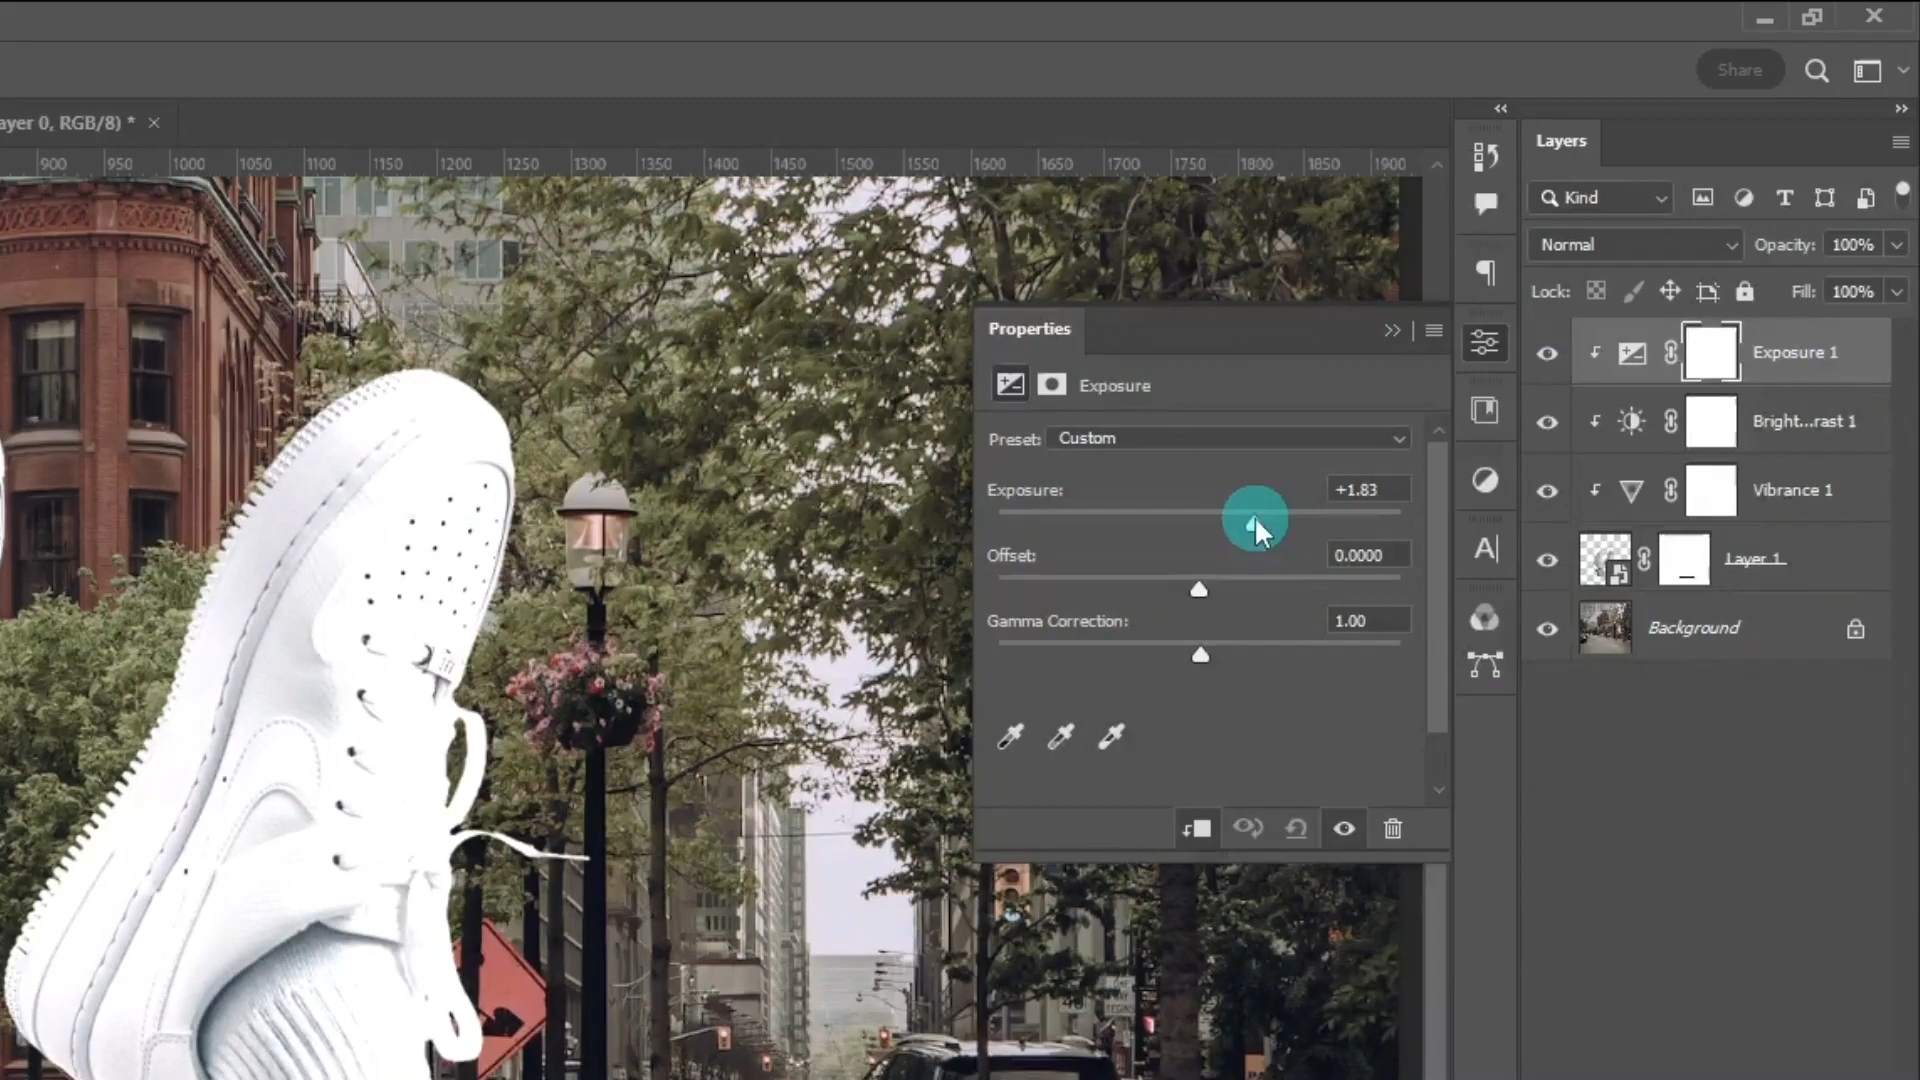 Share
ayer 0, RGB/8) *
900 950 1000 1050 1100 1150 1200 1250 1300 1350 1400 1450 1500 1550 1600 1650 1700 1750 1800 1850 1900
Layers
Kind
Normal Opacity: 100%
Lock: Fill: 100%
Exposure 1
Bright...rast 1
Vibrance 1
Layer 1
Background
Properties
Exposure
Preset: Custom
Exposure: +1.83
Offset: 0.0000
Gamma Correction: 1.00